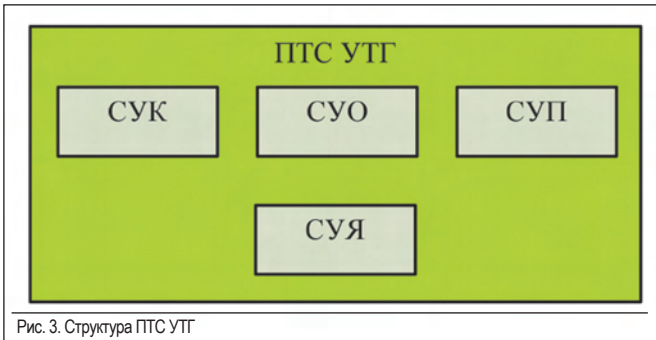 ПТС УТГ
СУК СУО СУП
СУЯ
Рис. 3. Структура ПТС УТГ